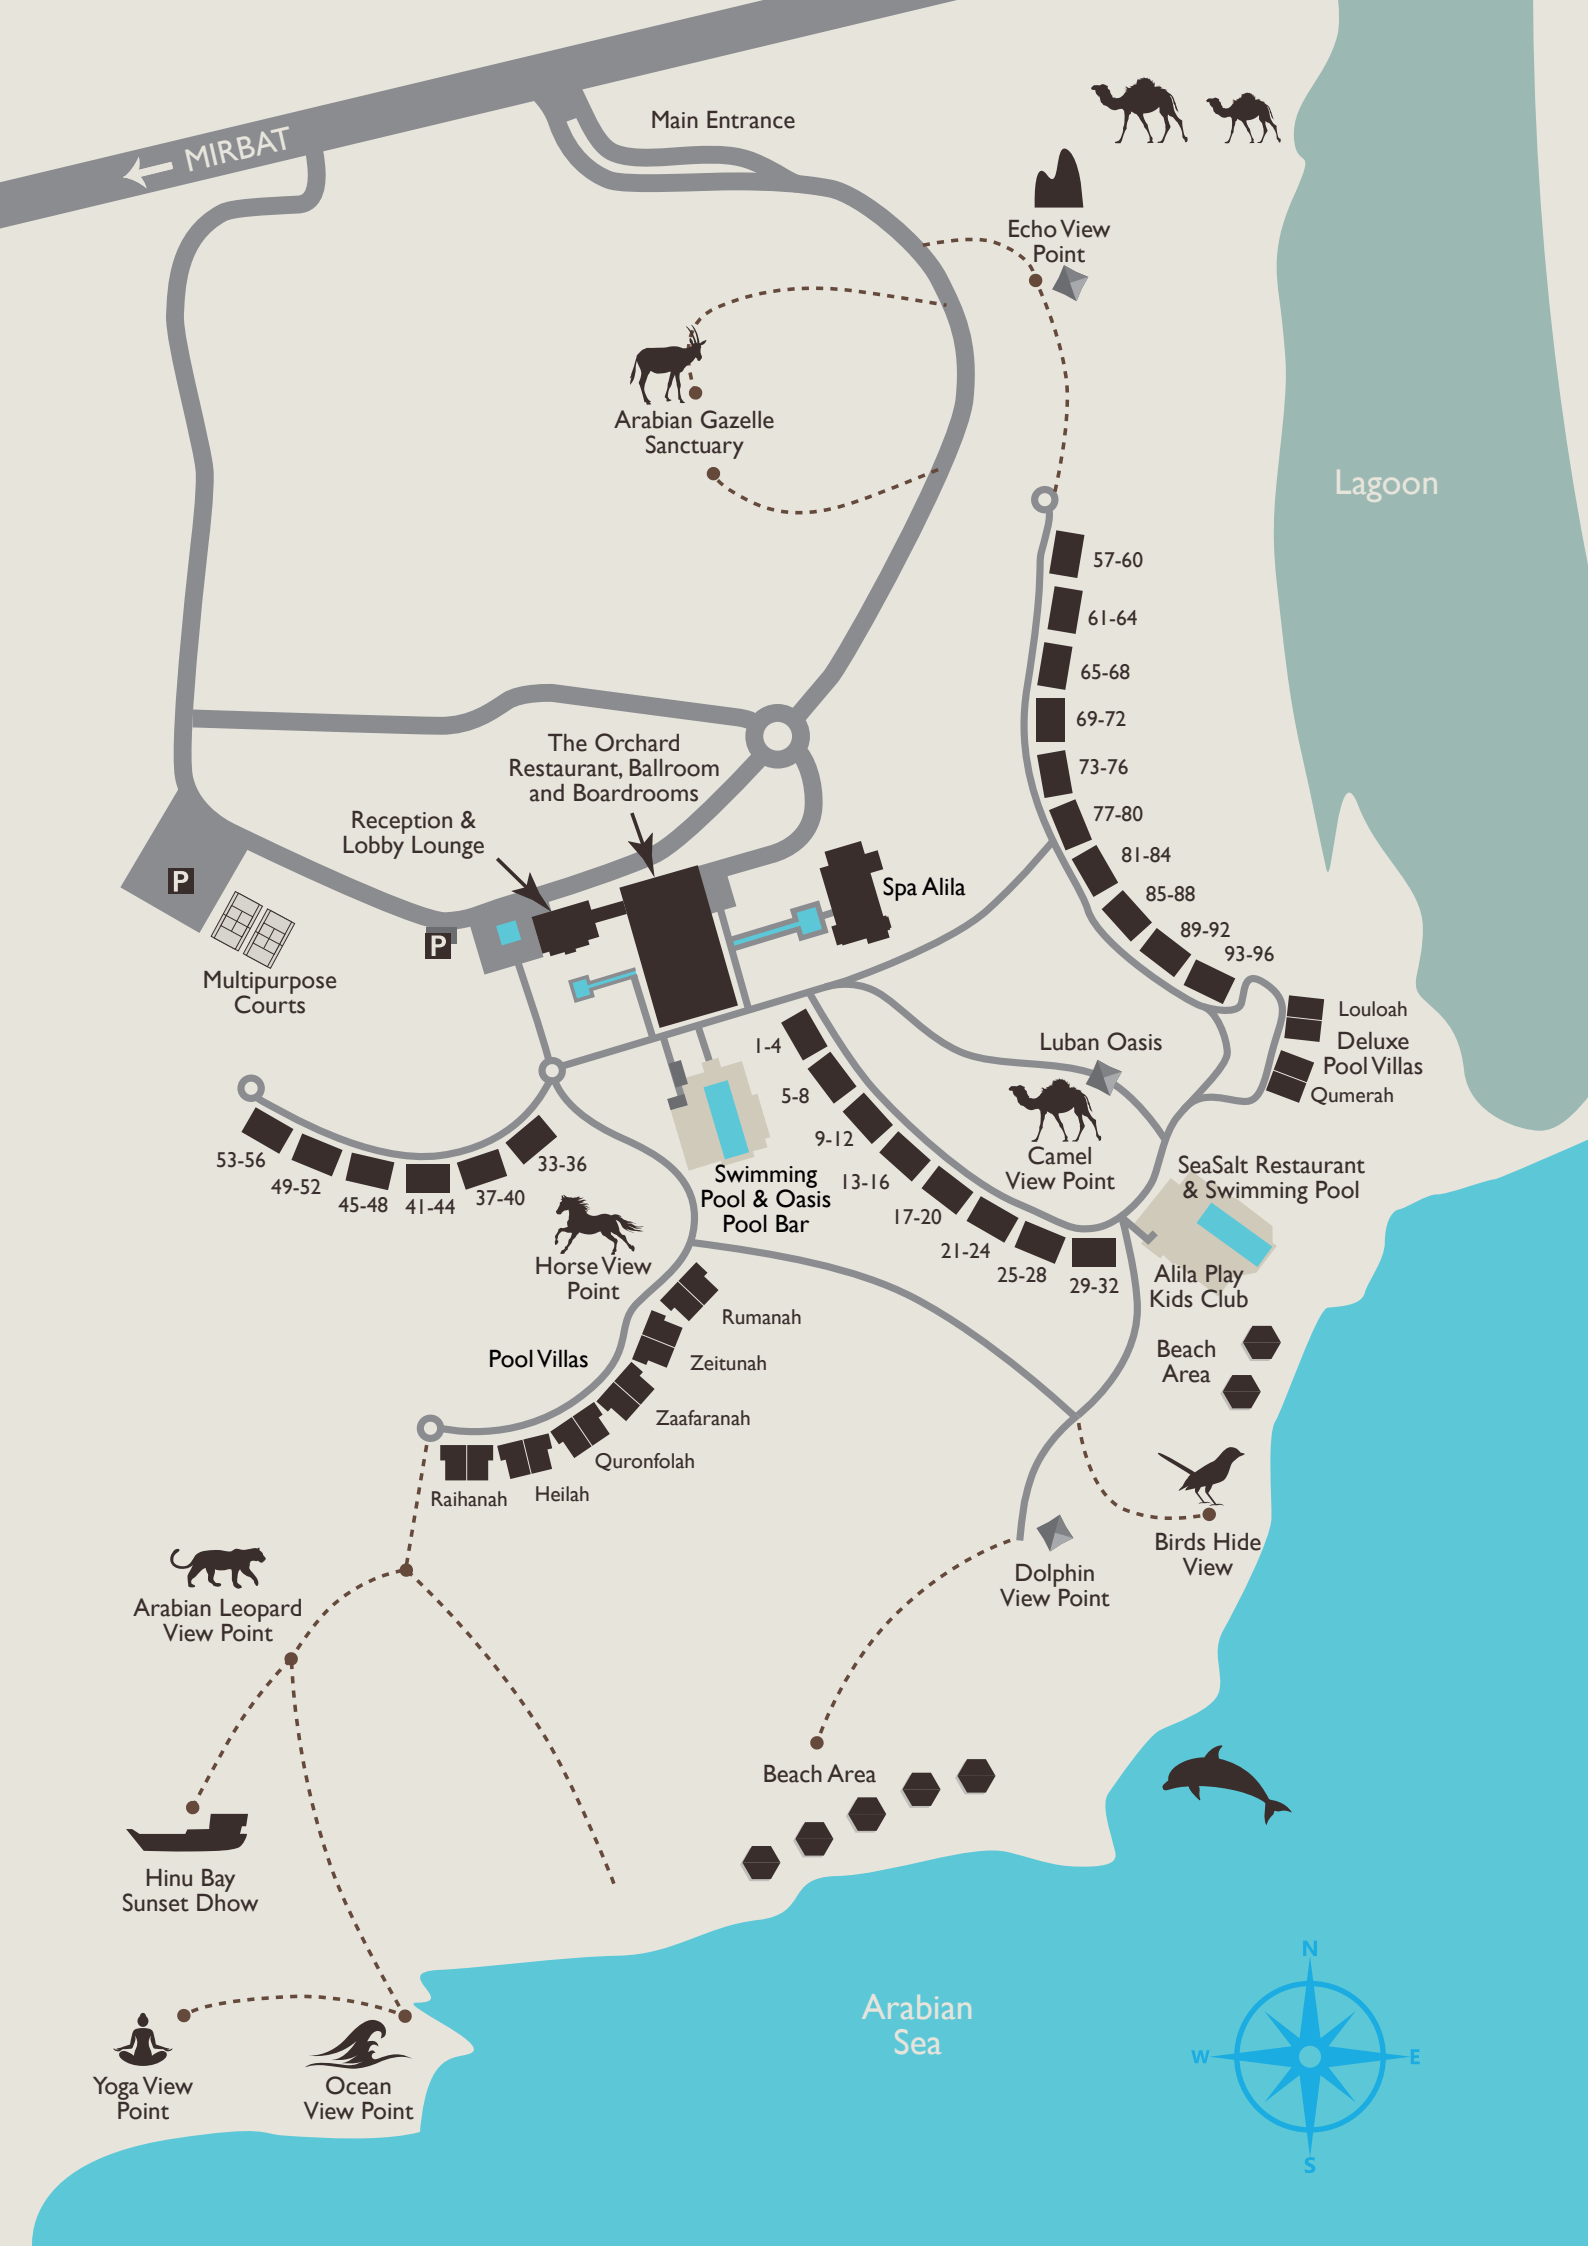 Main Entrance
MIRBAT
Echo View
Point
Arabian Gazelle
Sanctuary
Lagoon
57-60
61-64
65-68
69-72
73-76
77-80
81-84
85-88
89-92
93-96
The Orchard
Restaurant, Ballroom
and Boardrooms
Reception &
Lobby Lounge
P
P
Spa Alila
Multipurpose
Courts
Louloah
Deluxe
Pool Villas
Qumerah
Luban Oasis
1-4
5-8
9-12
13-16
17-20
21-24
25-28
29-32
Camel
View Point
SeaSalt Restaurant
& Swimming Pool
Alila Play
Kids Club
53-56
49-52
45-48
41-44
37-40
33-36
Swimming
Pool & Oasis
Pool Bar
Horse View
Point
Rumanah
Zeitunah
Zaafaranah
Quronfolah
Heilah
Raihanah
Pool Villas
Beach
Area
Birds Hide
View
Dolphin
View Point
Arabian Leopard
View Point
Beach Area
Hinu Bay
Sunset Dhow
Yoga View
Point
Ocean
View Point
Arabian
Sea
N
W
E
S